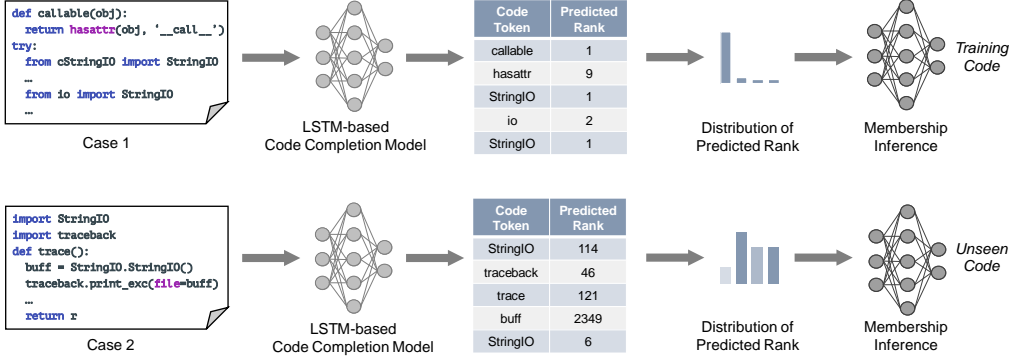 def callable(obj):
return hasattr(obj, ‘__call__’)
try:
from cStringIO import StringIO
…
from io import StringIO
…
Case 1
LSTM-based
Code Completion Model
Code Token Predicted Rank
callable 1
hasattr 9
StringIO 1
io 2
StringIO 1
Distribution of
Predicted Rank
Membership
Inference
Training
Code
import StringIO
import traceback
def trace():
buff = StringIO.StringIO()
traceback.print_exc(file=buff)
…
return r
Case 2
LSTM-based
Code Completion Model
Code Token Predicted Rank
StringIO 114
traceback 46
trace 121
buff 2349
StringIO 6
Distribution of
Predicted Rank
Membership
Inference
Unseen
Code